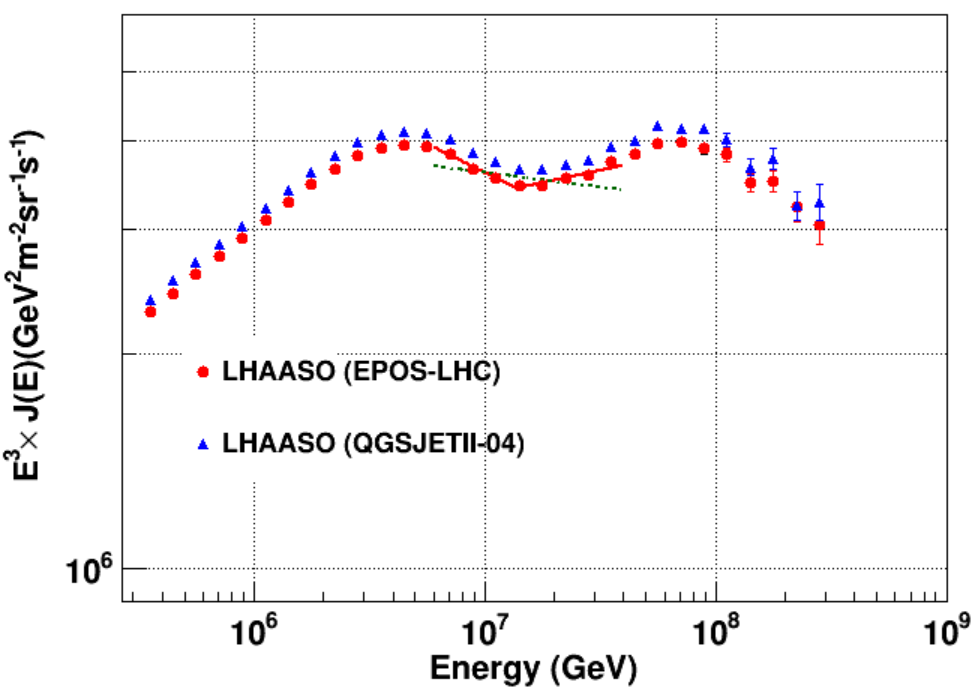 E³× J(E)(GeV²m⁻²sr⁻¹s⁻¹)
10⁶
LHAASO (EPOS-LHC)
LHAASO (QGSJETII-04)
10⁶ 10⁷ 10⁸ 10⁹
Energy (GeV)